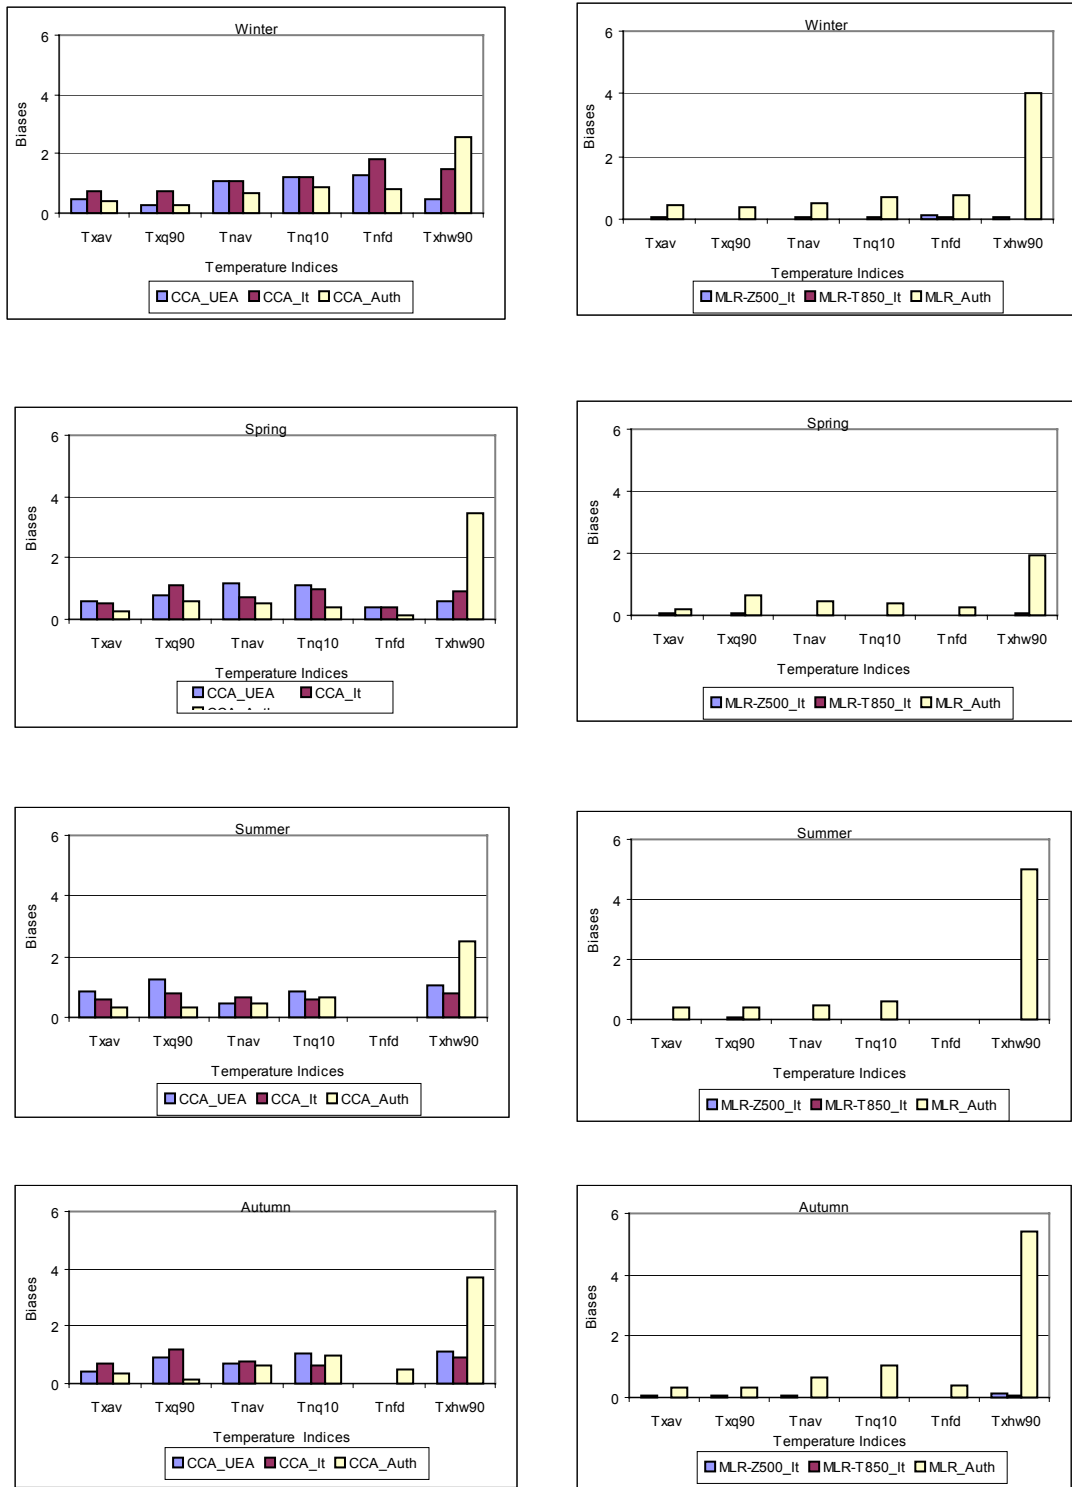 Winter
6
4
2
0
Biases
Txav Txq90 Tnav Tnq10 Tnfd Txhw90
Temperature Indices
CCA_UEA CCA_It CCA_Auth
Winter
6
4
2
0
Biases
Txav Txq90 Tnav Tnq10 Tnfd Txhw90
Temperature Indices
MLR-Z500_It MLR-T850_It MLR_Auth
Spring
6
4
2
0
Biases
Txav Txq90 Tnav Tnq10 Tnfd Txhw90
Temperature Indices
CCA_UEA CCA_It
Spring
6
4
2
0
Biases
Txav Txq90 Tnav Tnq10 Tnfd Txhw90
Temperature Indices
MLR-Z500_It MLR-T850_It MLR_Auth
Summer
6
4
2
0
Biases
Txav Txq90 Tnav Tnq10 Tnfd Txhw90
Temperature Indices
CCA_UEA CCA_It CCA_Auth
Summer
6
4
2
0
Biases
Txav Txq90 Tnav Tnq10 Tnfd Txhw90
Temperature Indices
MLR-Z500_It MLR-T850_It MLR_Auth
Autumn
6
4
2
0
Biases
Txav Txq90 Tnav Tnq10 Tnfd Txhw90
Temperature Indices
CCA_UEA CCA_It CCA_Auth
Autumn
6
4
2
0
Biases
Txav Txq90 Tnav Tnq10 Tnfd Txhw90
Temperature Indices
MLR-Z500_It MLR-T850_It MLR_Auth